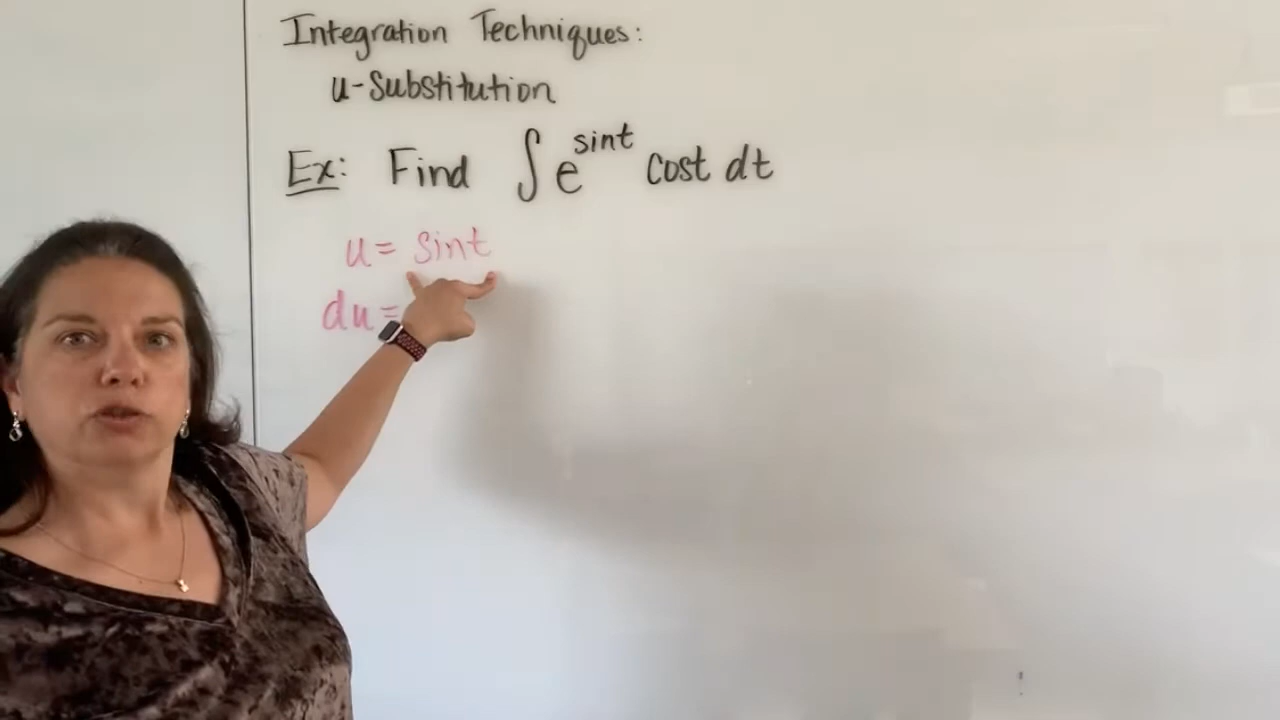 Integration Techniques:
u-Substitution
Ex: Find ∫ e^sint cost dt
u = sint
du =